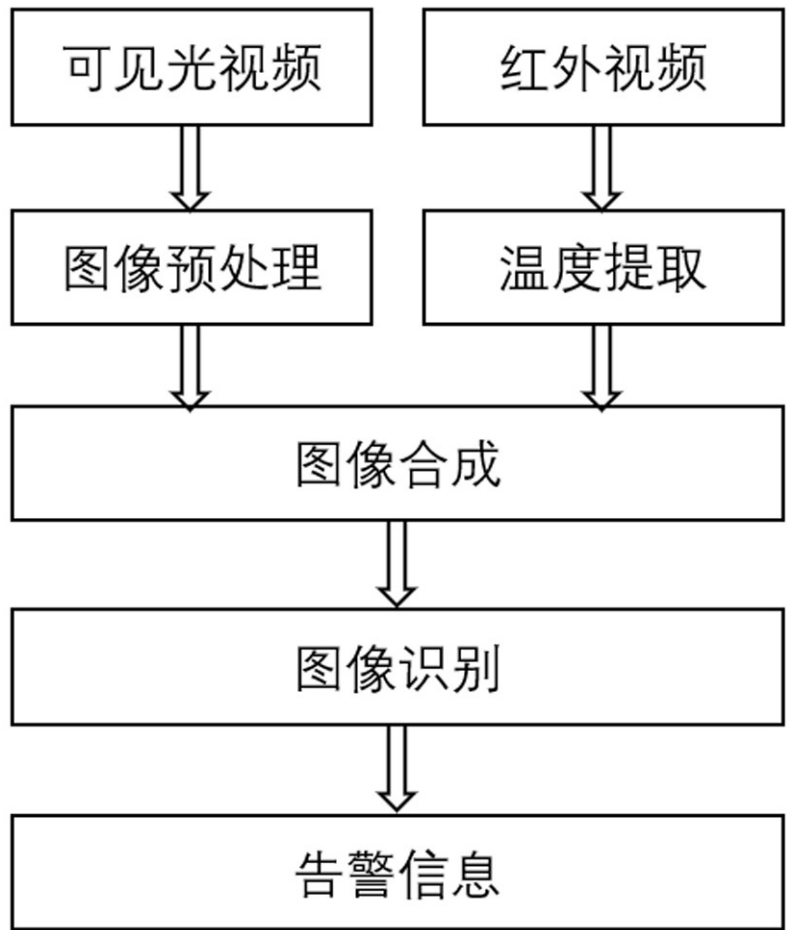 可见光视频
红外视频
图像预处理
温度提取
图像合成
图像识别
告警信息